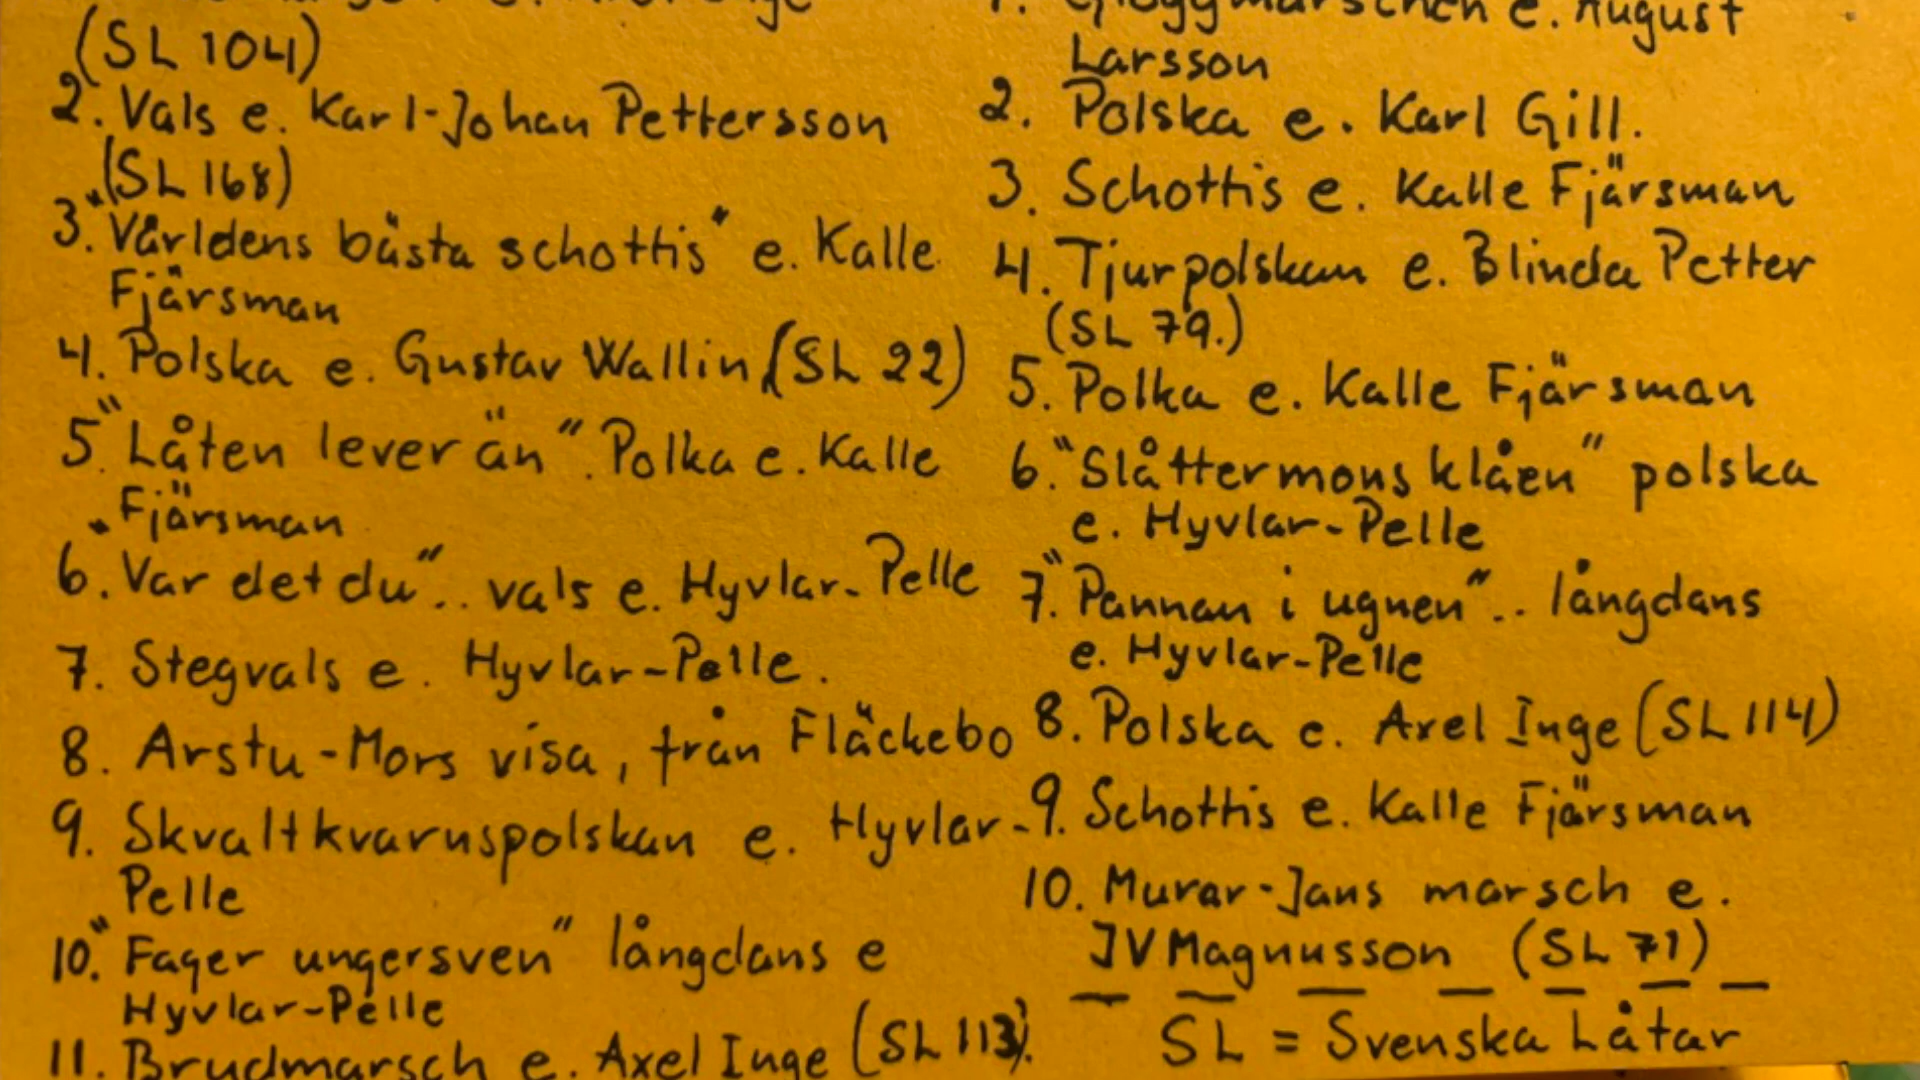 (SL 104)
2. Vals e. Karl-Johan Pettersson
(SL 168)
3. "Världens bästa schottis" e. Kalle
Fjärsman
4. Polska e. Gustav Wallin (SL 22)
5. "Låten lever än". Polka e. Kalle
Fjärsman
6. "Var det du".. vals e. Hyvlar-Pelle
7. Stegvals e. Hyvlar-Pelle.
8. Arstu-Mors visa, från Fläckebo
9. Skvaltkvarnspolskan e. Hyvlar-
Pelle
10. "Fager ungersven" långdans e
Hyvlar-Pelle
11. Brudmarsch e. Axel Inge (SL 113).
1. Gloggymarschen e. August
Larsson
2. Polska e. Karl Gill.
3. Schottis e. Kalle Fjärsman
4. Tjurpolskan e. Blinda Petter
(SL 79.)
5. Polka e. Kalle Fjärsman
6. "Slåttermons klåen" polska
e. Hyvlar-Pelle
7. "Pannan i ugnen".. långdans
e. Hyvlar-Pelle
8. Polska e. Axel Inge (SL 114)
9. Schottis e. Kalle Fjärsman
10. Murar-Jans marsch e.
JV Magnusson (SL 71)
SL = Svenska Låtar